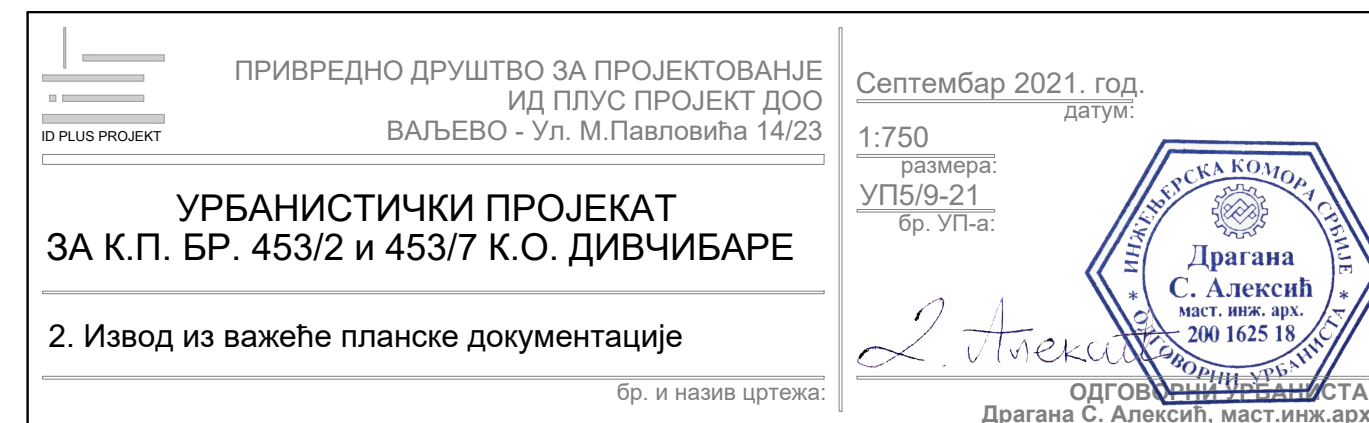 ID PLUS PROJEKT
ПРИВРЕДНО ДРУШТВО ЗА ПРОЈЕКТОВАНЈЕ
ИД ПЛУС ПРОЈЕКТ ДОО
ВАЉЕВО - Ул. М.Павловића 14/23
УРБАНИСТИЧКИ ПРОЈЕКАТ
ЗА К.П. БР. 453/2 и 453/7 К.О. ДИВЧИБАРЕ
2. Извод из важеће планске документације
бр. и назив цртежа:
Септембар 2021. год.
датум:
1:750
размера:
УП5/9-21
бр. УП-а:
ИНЖЕЊЕРСКА КОМОРА СРБИЈЕ
Драгана
С. Алексић
маст. инж. арх.
200 1625 18
* ОДГОВОРНИ УРБАНИСТА *
ОДГОВОРНИ УРБАНИСТА
Драгана С. Алексић, маст.инж.арх